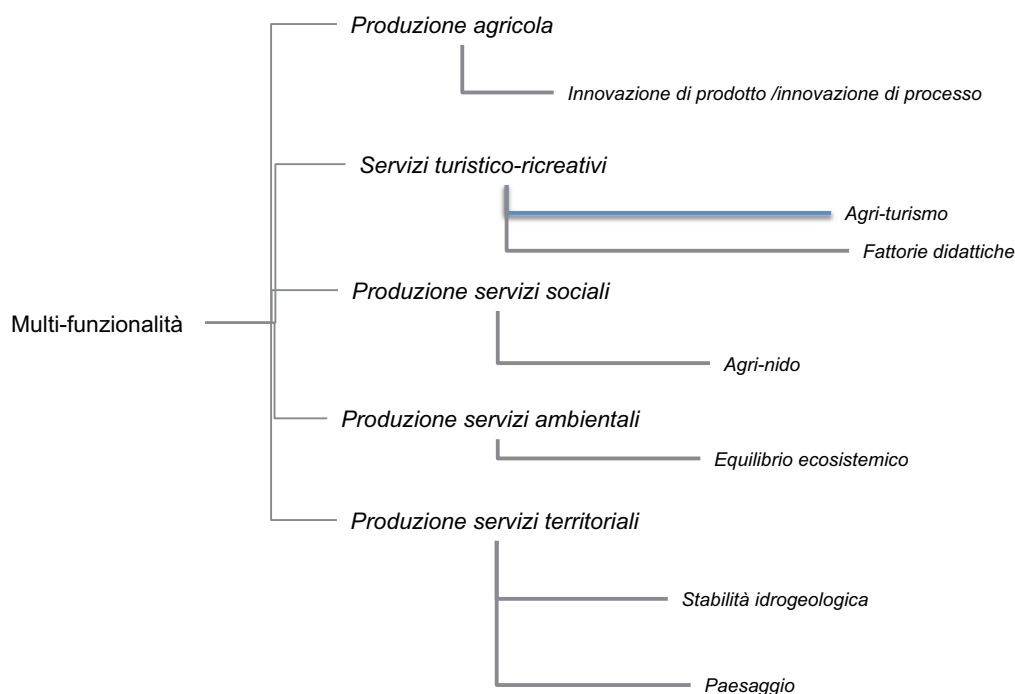 Produzione agricola
Innovazione di prodotto /innovazione di processo
Servizi turistico-ricreativi
Agri-turismo
Fattorie didattiche
Produzione servizi sociali
Multi-funzionalità
Agri-nido
Produzione servizi ambientali
Equilibrio ecosistemico
Produzione servizi territoriali
Stabilità idrogeologica
Paesaggio